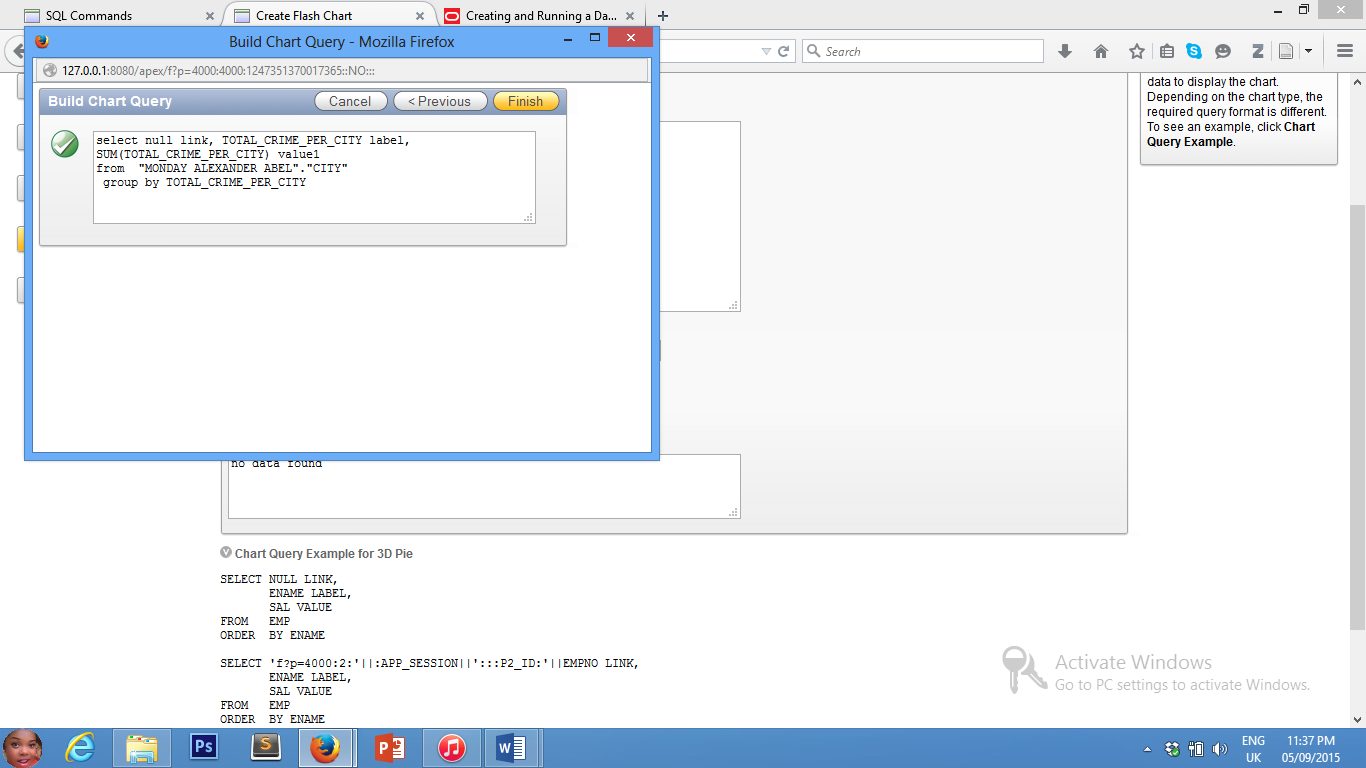 SQL Commands
Create Flash Chart
Creating and Running a Da...
Build Chart Query - Mozilla Firefox
Search
127.0.0.1:8080/apex/f?p=4000:4000:1247351370017365::NO:::
Build Chart Query
Cancel
< Previous
Finish
select null link, TOTAL_CRIME_PER_CITY label,
SUM(TOTAL_CRIME_PER_CITY) value1
from  "MONDAY ALEXANDER ABEL"."CITY"
 group by TOTAL_CRIME_PER_CITY
data to display the chart.
Depending on the chart type, the
required query format is different.
To see an example, click Chart
Query Example.
no data found
Chart Query Example for 3D Pie
SELECT NULL LINK,
       ENAME LABEL,
       SAL VALUE
FROM   EMP
ORDER  BY ENAME
SELECT 'f?p=4000:2:'||:APP_SESSION||':::P2_ID:'||EMPNO LINK,
       ENAME LABEL,
       SAL VALUE
FROM   EMP
ORDER  BY ENAME
Activate Windows
Go to PC settings to activate Windows.
ENG
UK
11:37 PM
05/09/2015